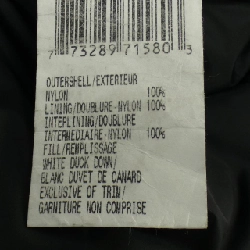 7 73289 71580 3
OUTERSHELL/EXTERIEUR
NYLON 100%
LINING/DOUBLURE-NYLON 100%
INTEFLINING/DOUBLURE
INTERMEDIAIRE-NYLON 100%
FILL/REMPLISSAGE
WHITE DUCK DOWN/
BLANC DUVET DE CANARD
EXCLUSIVE OF TRIM/
GARNITURE NON COMPRISE